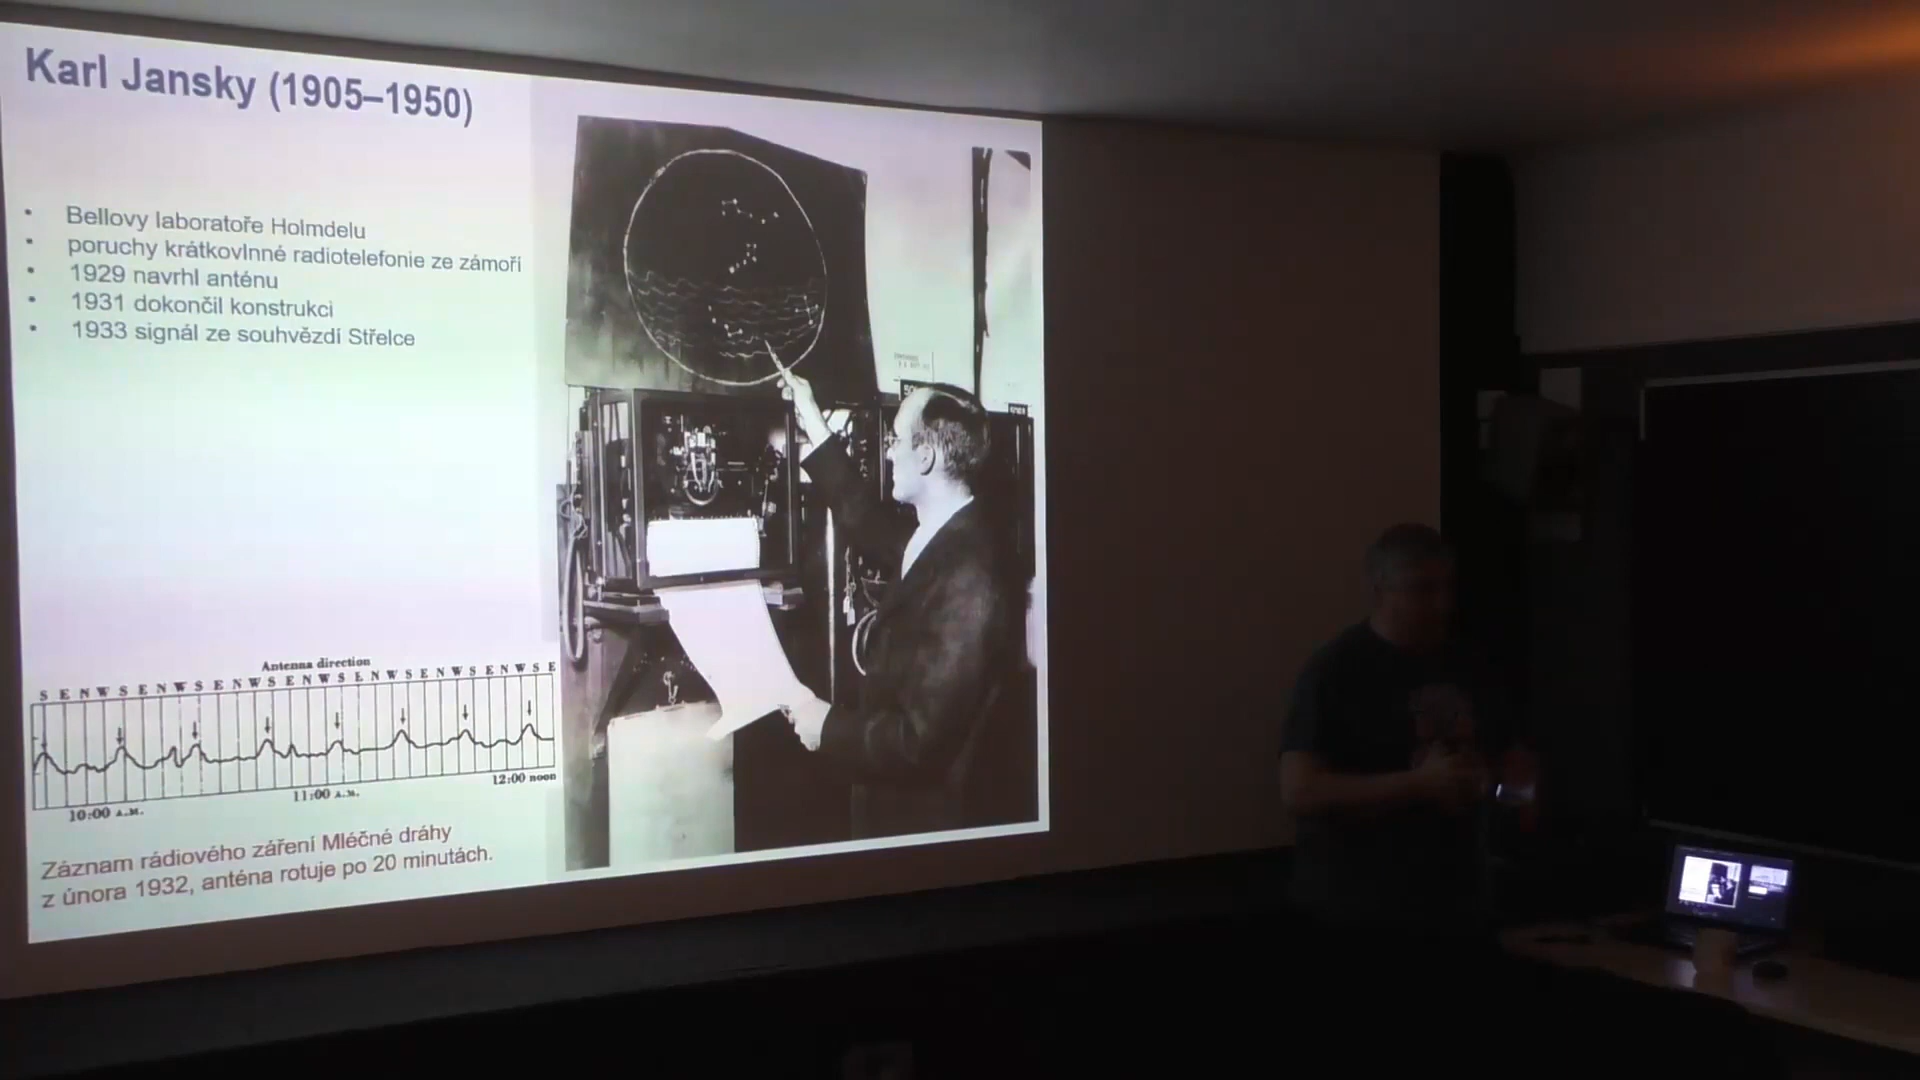 Karl Jansky (1905–1950)
• Bellovy laboratoře Holmdelu
• poruchy krátkovlnné radiotelefonie ze zámoří
• 1929 navrhl anténu
• 1931 dokončil konstrukci
• 1933 signál ze souhvězdí Střelce
Antenna direction
S E N W S E N W S E N W S E N W S E N W S E N W S E N W S E
10:00 A.M.
11:00 A.M.
12:00 noon
Záznam rádiového záření Mléčné dráhy
z února 1932, anténa rotuje po 20 minutách.